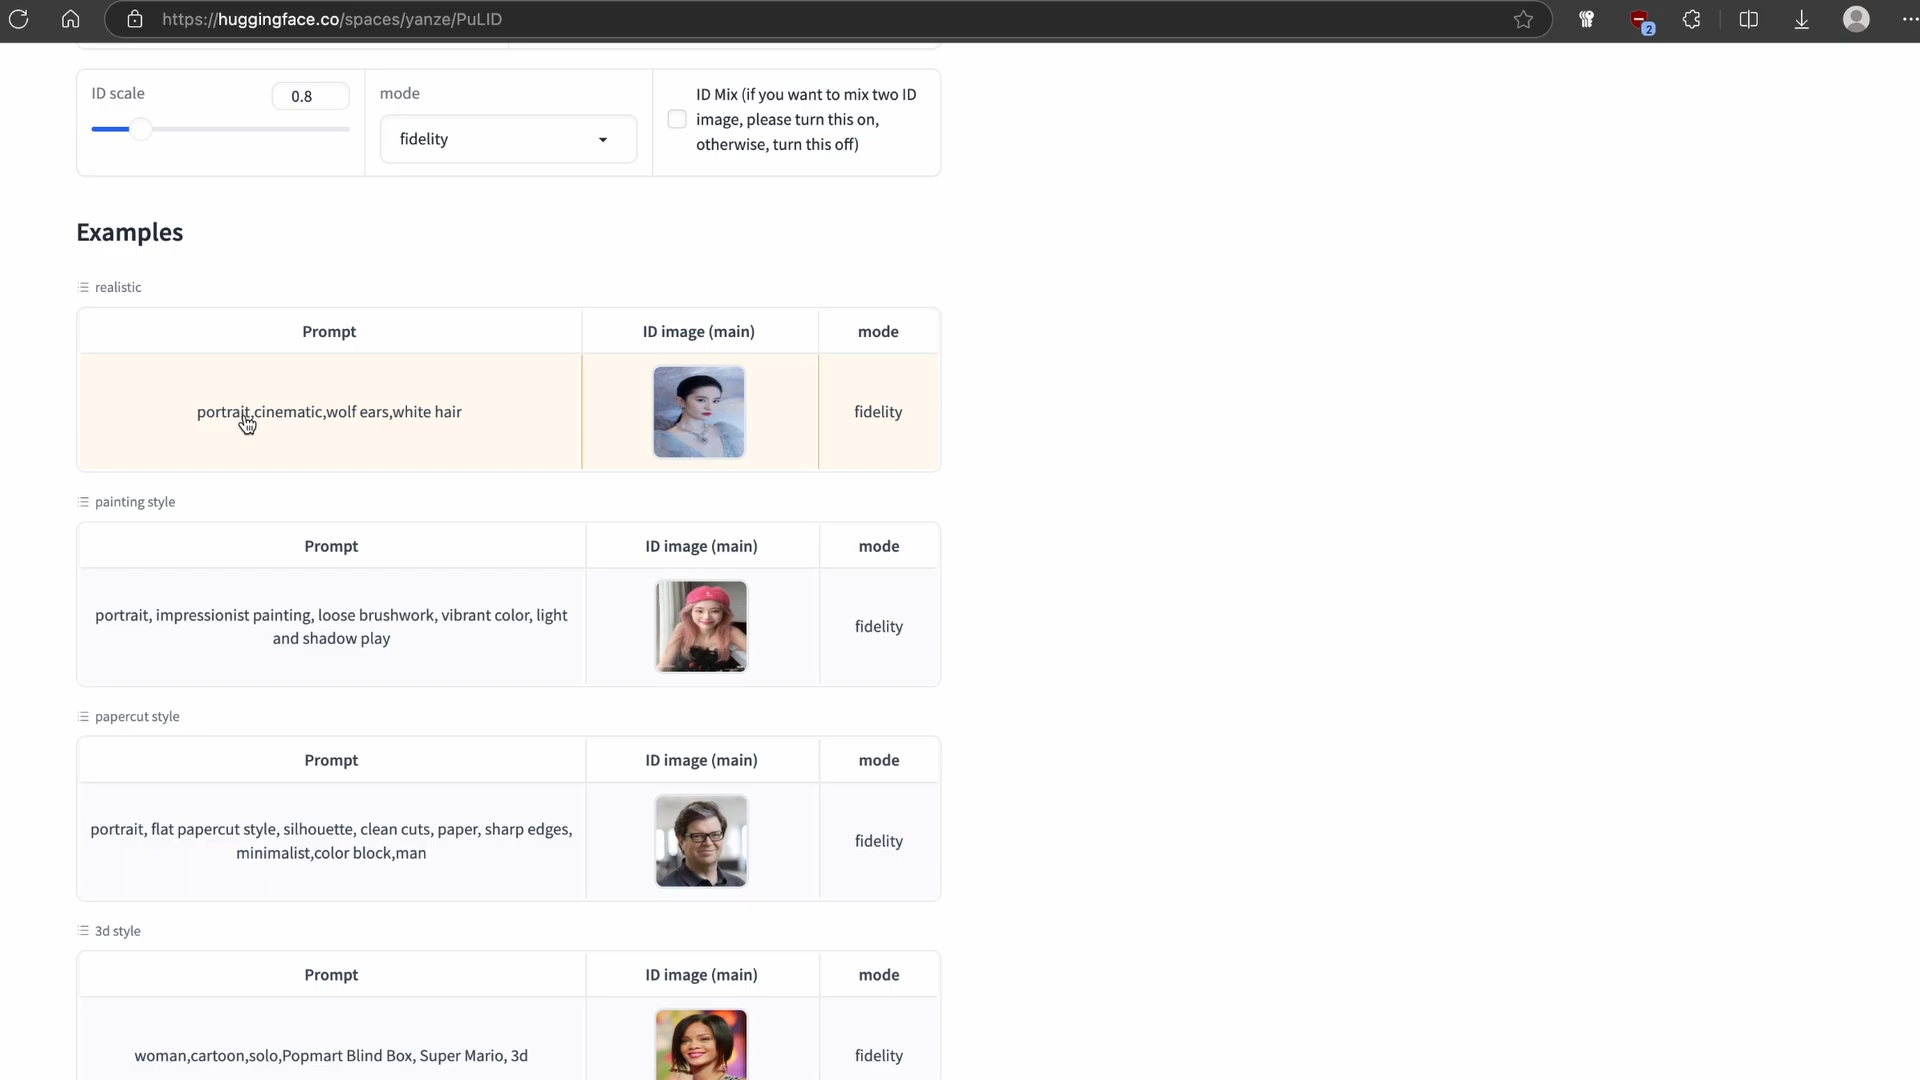 https://huggingface.co/spaces/yanze/PuLID
2
ID scale
0.8
mode
fidelity
ID Mix (if you want to mix two ID
image, please turn this on,
otherwise, turn this off)
Examples
realistic
Prompt
ID image (main)
mode
portrait,cinematic,wolf ears,white hair
fidelity
painting style
Prompt
ID image (main)
mode
portrait, impressionist painting, loose brushwork, vibrant color, light
and shadow play
fidelity
papercut style
Prompt
ID image (main)
mode
portrait, flat papercut style, silhouette, clean cuts, paper, sharp edges,
minimalist,color block,man
fidelity
3d style
Prompt
ID image (main)
mode
woman,cartoon,solo,Popmart Blind Box, Super Mario, 3d
fidelity